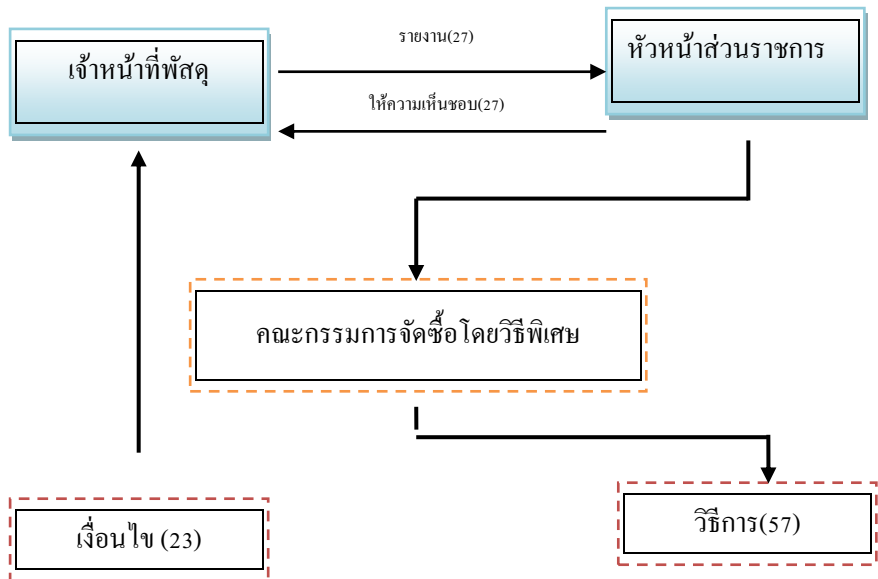 รายงาน(27)
เจ้าหน้าที่พัสดุ
หัวหน้าส่วนราชการ
ให้ความเห็นชอบ(27)
คณะกรรมการจัดซื้อโดยวิธีพิเศษ
เงื่อนไข (23)
วิธีการ(57)